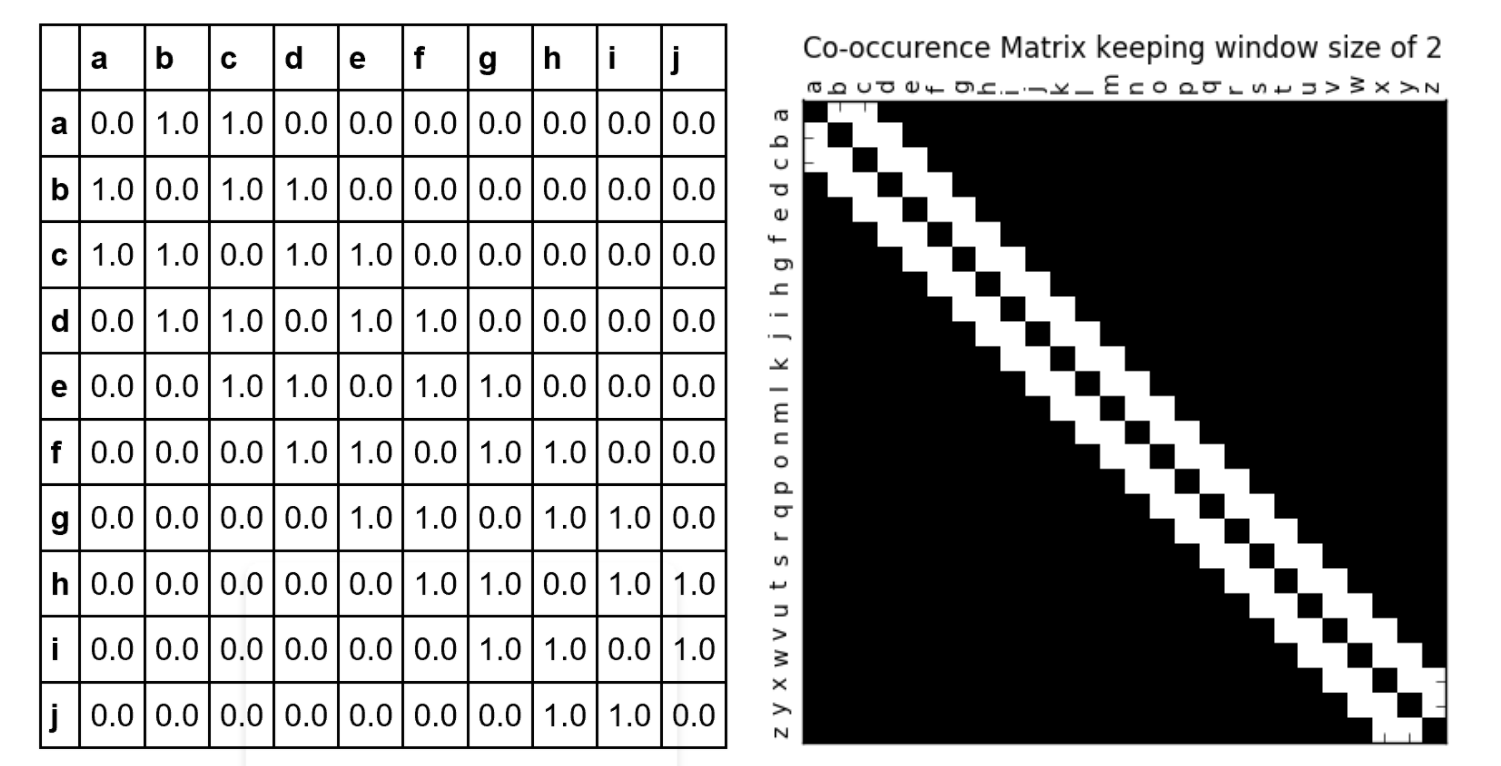 a b c d e f g h i j
a 0.0 1.0 1.0 0.0 0.0 0.0 0.0 0.0 0.0 0.0
b 1.0 0.0 1.0 1.0 0.0 0.0 0.0 0.0 0.0 0.0
c 1.0 1.0 0.0 1.0 1.0 0.0 0.0 0.0 0.0 0.0
d 0.0 1.0 1.0 0.0 1.0 1.0 0.0 0.0 0.0 0.0
e 0.0 0.0 1.0 1.0 0.0 1.0 1.0 0.0 0.0 0.0
f 0.0 0.0 0.0 1.0 1.0 0.0 1.0 1.0 0.0 0.0
g 0.0 0.0 0.0 0.0 1.0 1.0 0.0 1.0 1.0 0.0
h 0.0 0.0 0.0 0.0 0.0 1.0 1.0 0.0 1.0 1.0
i 0.0 0.0 0.0 0.0 0.0 0.0 1.0 1.0 0.0 1.0
j 0.0 0.0 0.0 0.0 0.0 0.0 0.0 1.0 1.0 0.0
Co-occurence Matrix keeping window size of 2
a b c d e f g h i j k l m n o p q r s t u v w x y z
a
b
c
d
e
f
g
h
i
j
k
l
m
n
o
p
q
r
s
t
u
v
w
x
y
z